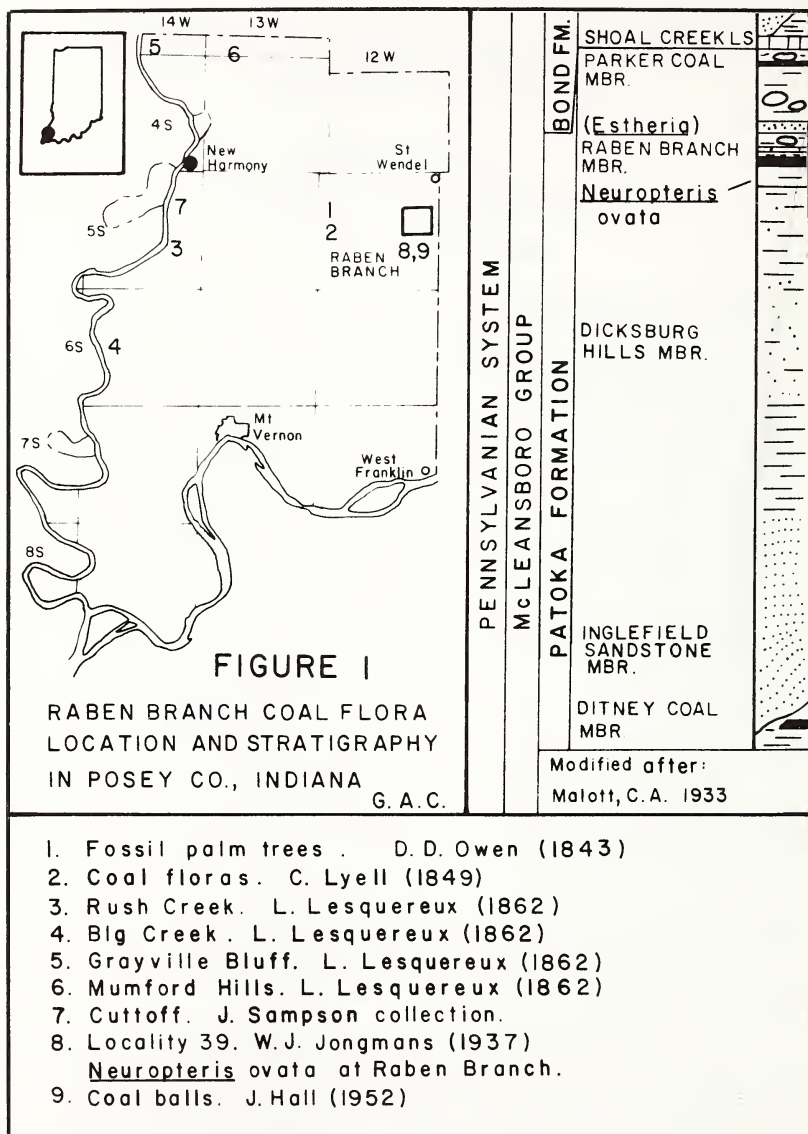 14W
13W
12W
5
6
4S
New
Harmony
St
Wendel
7
5S
3
1
2
RABEN
BRANCH
8,9
6S
4
7S
Mt
Vernon
West
Franklin
8S
FIGURE 1
RABEN BRANCH COAL FLORA
LOCATION AND STRATIGRAPHY
IN POSEY CO., INDIANA
G. A. C.
PENNSYLVANIAN SYSTEM
McLEANSBORO GROUP
PATOKA FORMATION
BOND FM.
SHOAL CREEK LS
PARKER COAL
MBR.
(Estheria)
RABEN BRANCH
MBR.
Neuropteris
ovata
DICKSBURG
HILLS MBR.
INGLEFIELD
SANDSTONE
MBR.
DITNEY COAL
MBR
Modified after:
Malott, C.A. 1933
1. Fossil palm trees . D. D. Owen (1843)
2. Coal floras. C. Lyell (1849)
3. Rush Creek. L. Lesquereux (1862)
4. Big Creek. L. Lesquereux (1862)
5. Grayville Bluff. L. Lesquereux (1862)
6. Mumford Hills. L. Lesquereux (1862)
7. Cuttoff. J. Sampson collection.
8. Locality 39. W. J. Jongmans (1937)
Neuropteris ovata at Raben Branch.
9. Coal balls. J. Hall (1952)